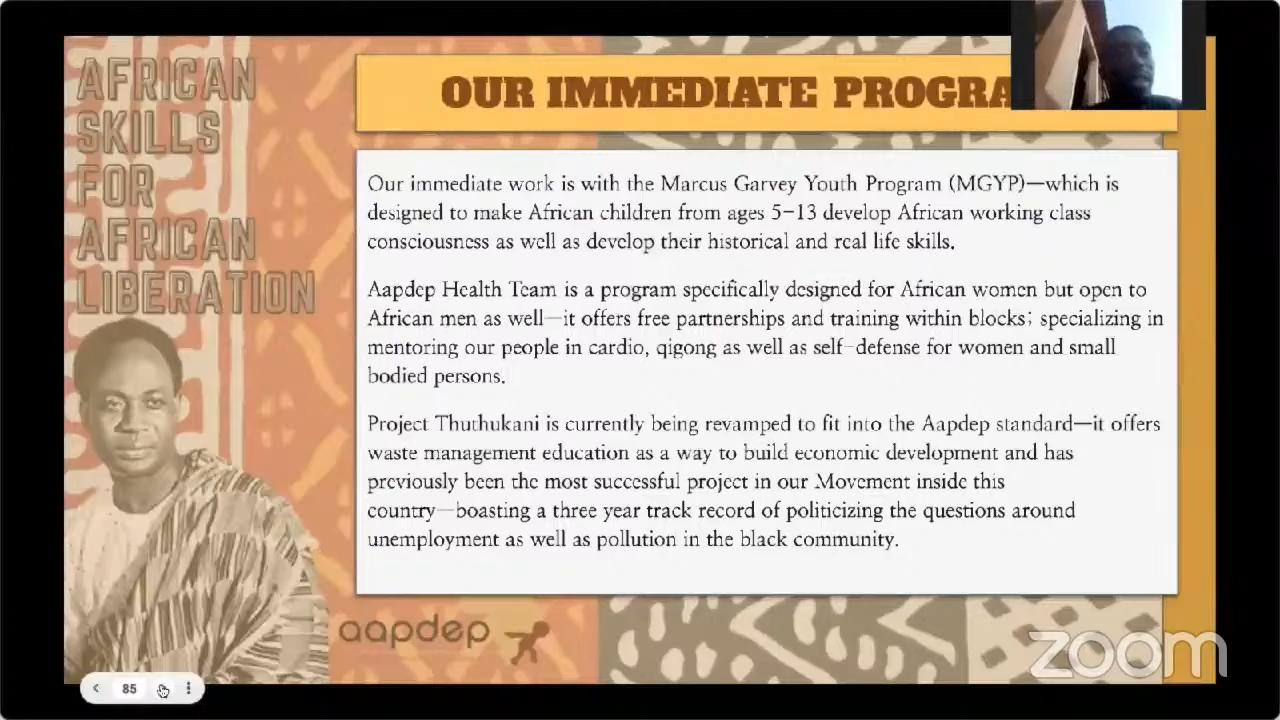 AFRICAN
SKILLS
FOR
AFRICAN
LIBERATION
OUR IMMEDIATE PROGRA
Our immediate work is with the Marcus Garvey Youth Program (MGYP)—which is
designed to make African children from ages 5-13 develop African working class
consciousness as well as develop their historical and real life skills.
Aapdep Health Team is a program specifically designed for African women but open to
African men as well—it offers free partnerships and training within blocks; specializing in
mentoring our people in cardio, qigong as well as self-defense for women and small
bodied persons.
Project Thuthukani is currently being revamped to fit into the Aapdep standard—it offers
waste management education as a way to build economic development and has
previously been the most successful project in our Movement inside this
country—boasting a three year track record of politicizing the questions around
unemployment as well as pollution in the black community.
aapdep
zoom
85